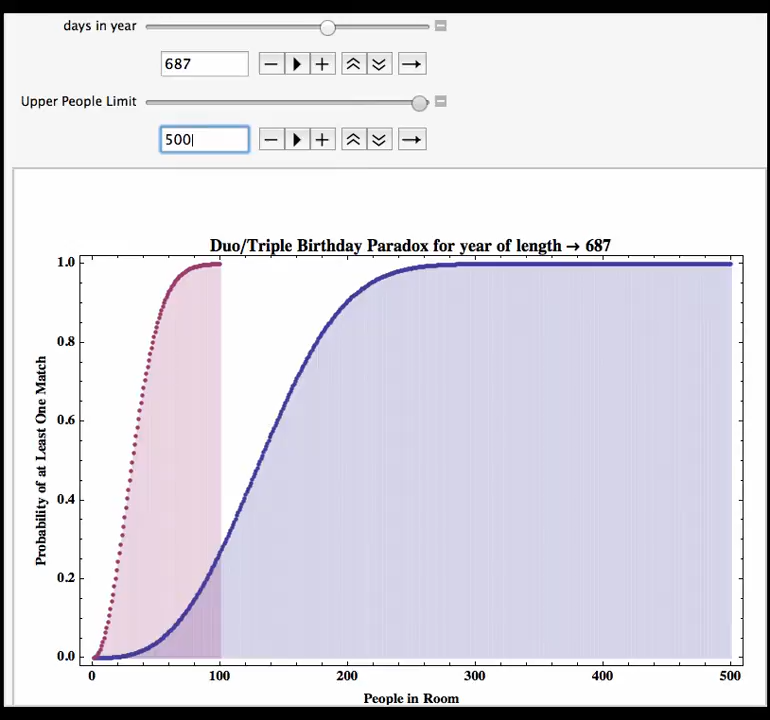 days in year
687
Upper People Limit
500
Duo/Triple Birthday Paradox for year of length → 687
Probability of at Least One Match
1.0
0.8
0.6
0.4
0.2
0.0
0 100 200 300 400 500
People in Room